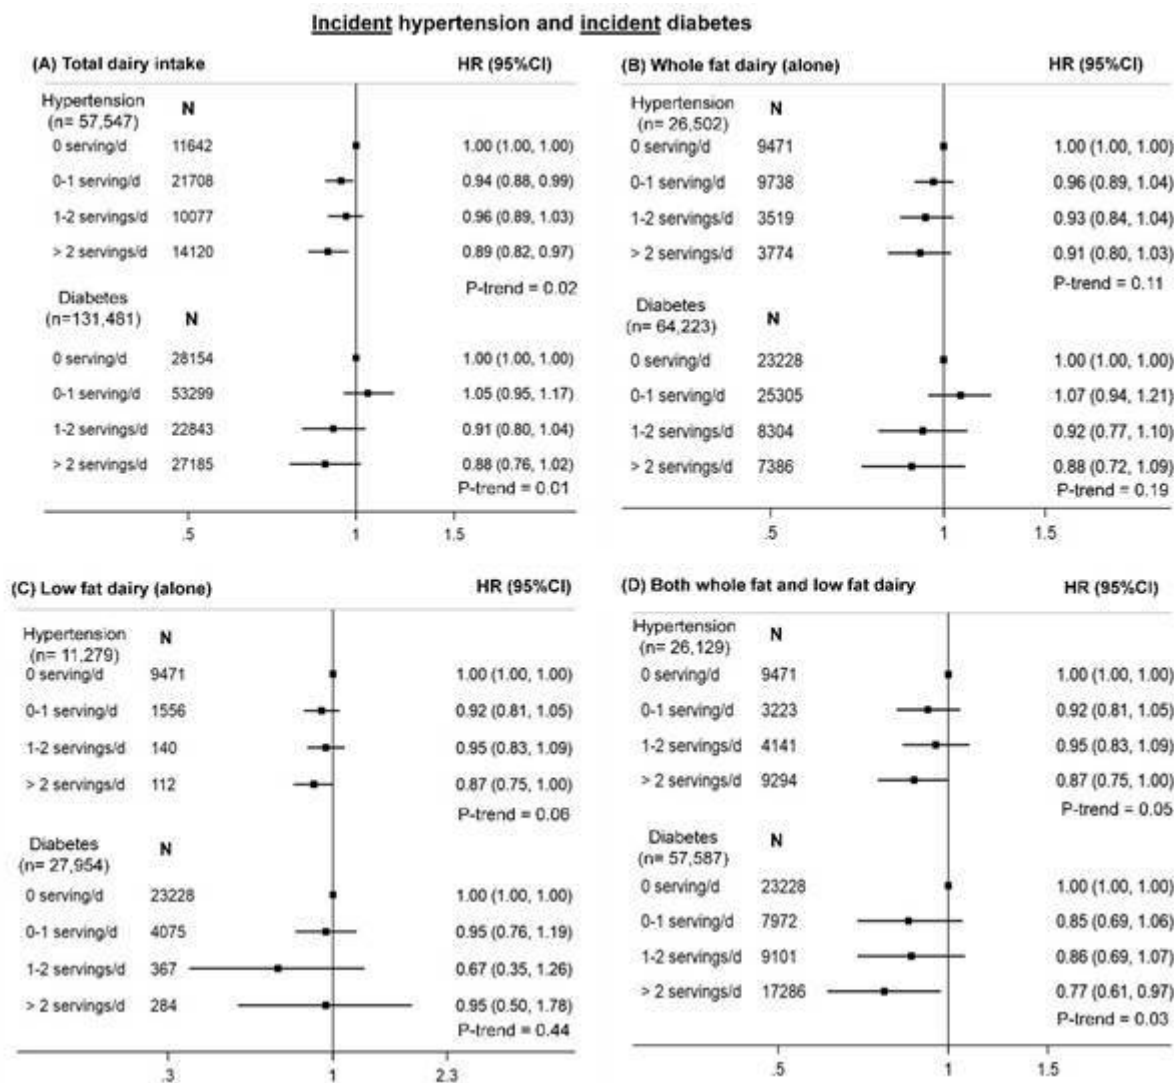 Incident hypertension and incident diabetes
(A) Total dairy intake HR (95%CI)
Hypertension N
(n= 57,547)
0 serving/d 11642 1.00 (1.00, 1.00)
0-1 serving/d 21708 0.94 (0.88, 0.99)
1-2 servings/d 10077 0.96 (0.89, 1.03)
> 2 servings/d 14120 0.89 (0.82, 0.97)
P-trend = 0.02
Diabetes
(n=131,481) N
0 serving/d 28154 1.00 (1.00, 1.00)
0-1 serving/d 53299 1.05 (0.95, 1.17)
1-2 servings/d 22843 0.91 (0.80, 1.04)
> 2 servings/d 27185 0.88 (0.76, 1.02)
P-trend = 0.01
.5 1 1.5
(B) Whole fat dairy (alone) HR (95%CI)
Hypertension N
(n= 26,502)
0 serving/d 9471 1.00 (1.00, 1.00)
0-1 serving/d 9738 0.96 (0.89, 1.04)
1-2 servings/d 3519 0.93 (0.84, 1.04)
> 2 servings/d 3774 0.91 (0.80, 1.03)
P-trend = 0.11
Diabetes
(n= 64,223) N
0 serving/d 23228 1.00 (1.00, 1.00)
0-1 serving/d 25305 1.07 (0.94, 1.21)
1-2 servings/d 8304 0.92 (0.77, 1.10)
> 2 servings/d 7386 0.88 (0.72, 1.09)
P-trend = 0.19
.5 1 1.5
(C) Low fat dairy (alone) HR (95%CI)
Hypertension N
(n= 11,279)
0 serving/d 9471 1.00 (1.00, 1.00)
0-1 serving/d 1556 0.92 (0.81, 1.05)
1-2 servings/d 140 0.95 (0.83, 1.09)
> 2 servings/d 112 0.87 (0.75, 1.00)
P-trend = 0.06
Diabetes N
(n= 27,954)
0 serving/d 23228 1.00 (1.00, 1.00)
0-1 serving/d 4075 0.95 (0.76, 1.19)
1-2 servings/d 367 0.67 (0.35, 1.26)
> 2 servings/d 284 0.95 (0.50, 1.78)
P-trend = 0.44
.3 1 2.3
(D) Both whole fat and low fat dairy HR (95%CI)
Hypertension N
(n= 26,129)
0 serving/d 9471 1.00 (1.00, 1.00)
0-1 serving/d 3223 0.92 (0.81, 1.05)
1-2 servings/d 4141 0.95 (0.83, 1.09)
> 2 servings/d 9294 0.87 (0.75, 1.00)
P-trend = 0.05
Diabetes N
(n= 57,587)
0 serving/d 23228 1.00 (1.00, 1.00)
0-1 serving/d 7972 0.85 (0.69, 1.06)
1-2 servings/d 9101 0.86 (0.69, 1.07)
> 2 servings/d 17286 0.77 (0.61, 0.97)
P-trend = 0.03
.5 1 1.5